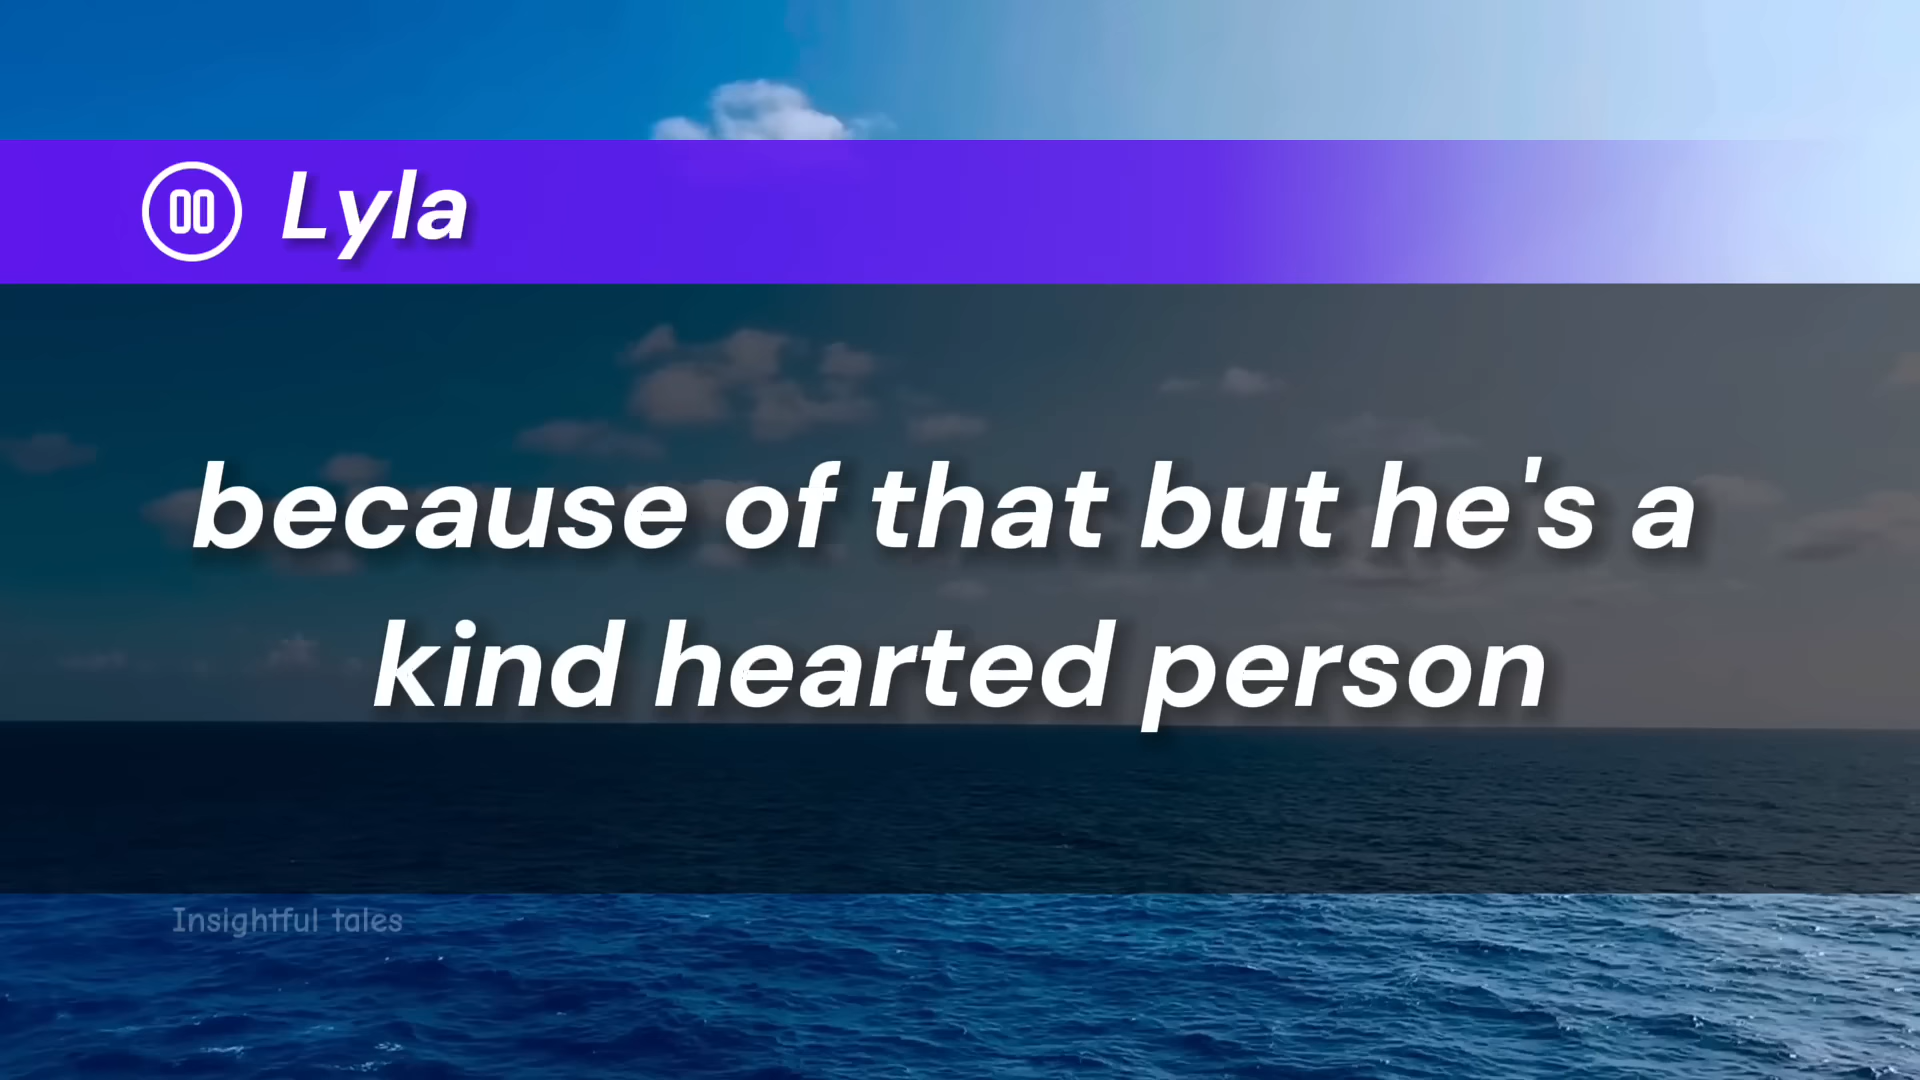 Lyla
because of that but he's a
kind hearted person
Insightful tales